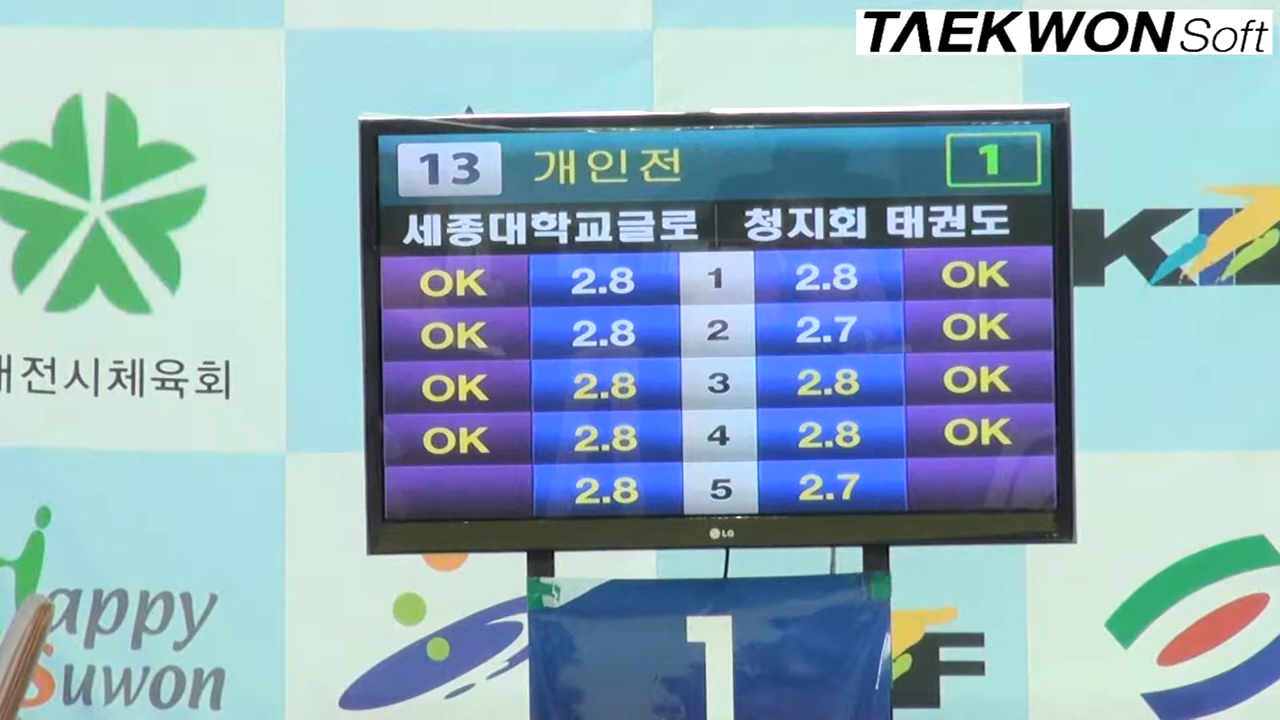 TAEKWON Soft
13 개인전 1
세종대학교글로 청지회 태권도
OK 2.8 1 2.8 OK
OK 2.8 2 2.7 OK
OK 2.8 3 2.8 OK
OK 2.8 4 2.8 OK
2.8 5 2.7
LG
대전시체육회
K
appy
Suwon
1
F